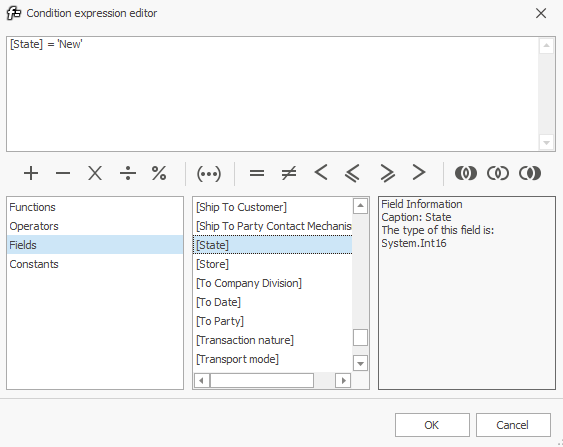 Condition expression editor
[State] = 'New'
Functions
Operators
Fields
Constants
[Ship To Customer]
[Ship To Party Contact Mechanis
[State]
[Store]
[To Company Division]
[To Date]
[To Party]
[Transaction nature]
[Transport mode]
Field Information
Caption: State
The type of this field is:
System.Int16
OK
Cancel